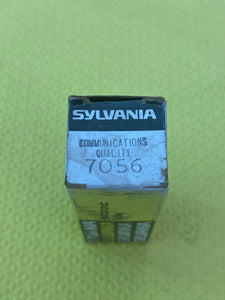 SYLVANIA
COMMUNICATIONS
QUALITY
7056